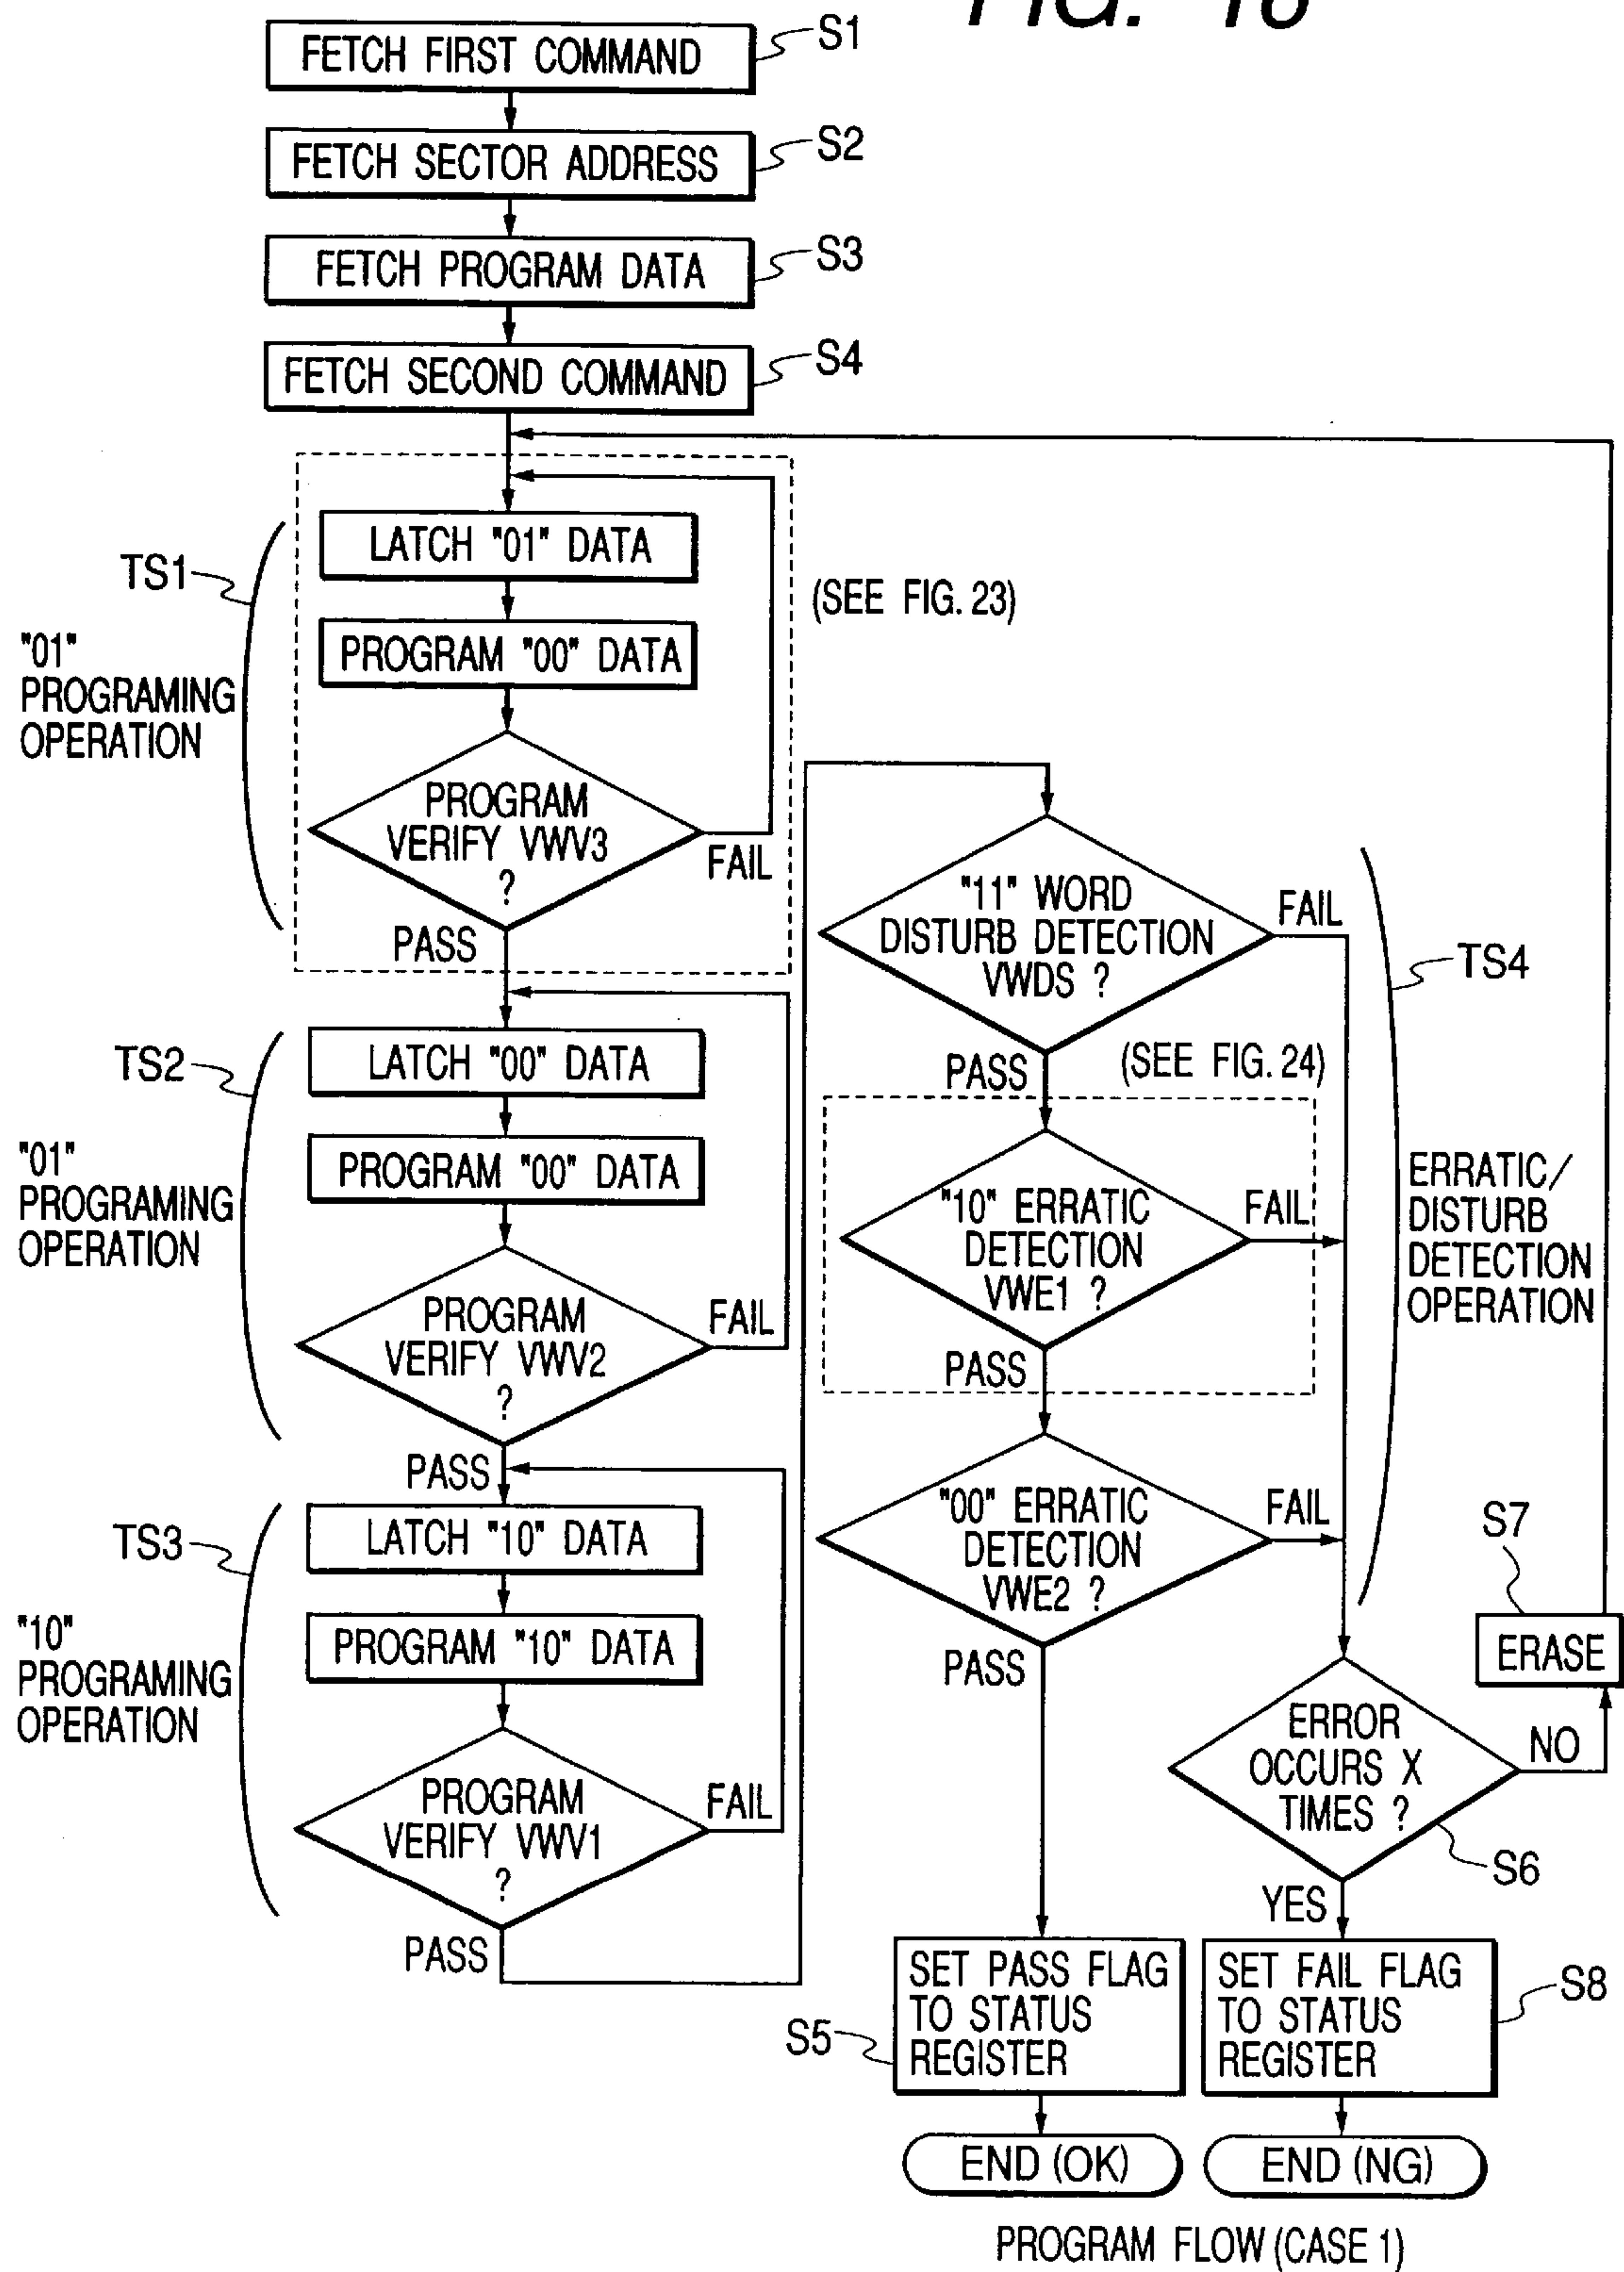 FIG. 16
FETCH FIRST COMMAND
S1
FETCH SECTOR ADDRESS
S2
FETCH PROGRAM DATA
S3
FETCH SECOND COMMAND
S4
TS1
"01"
PROGRAMING
OPERATION
LATCH "01" DATA
PROGRAM "00" DATA
PROGRAM
VERIFY VWV3
?
FAIL
PASS
(SEE FIG. 23)
TS2
"01"
PROGRAMING
OPERATION
LATCH "00" DATA
PROGRAM "00" DATA
PROGRAM
VERIFY VWV2
?
FAIL
PASS
TS3
"10"
PROGRAMING
OPERATION
LATCH "10" DATA
PROGRAM "10" DATA
PROGRAM
VERIFY VWV1
?
FAIL
PASS
"11" WORD
DISTURB DETECTION
VWDS ?
FAIL
PASS
(SEE FIG. 24)
"10" ERRATIC
DETECTION
VWE1 ?
FAIL
PASS
"00" ERRATIC
DETECTION
VWE2 ?
FAIL
PASS
TS4
ERRATIC/
DISTURB
DETECTION
OPERATION
S7
ERASE
ERROR
OCCURS X
TIMES ?
NO
S6
YES
SET PASS FLAG
TO STATUS
REGISTER
S5
SET FAIL FLAG
TO STATUS
REGISTER
S8
END (OK)
END (NG)
PROGRAM FLOW (CASE 1)